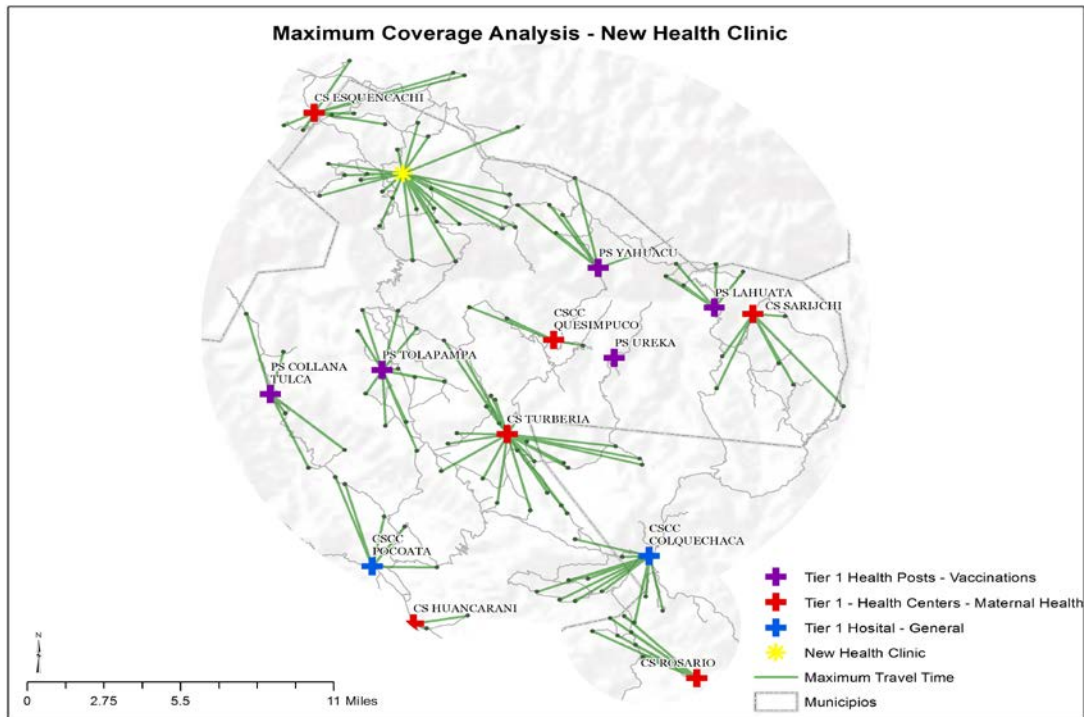 Maximum Coverage Analysis - New Health Clinic
CS ESQUENCACHI
PS YAHUACU
PS LAHUATA
CS SARIJCHI
CSCC
QUESIMPUCO
PS UREKA
PS TOLAPAMPA
PS COLLANA
TULCA
CS TURBERIA
CSCC
COLQUECHACA
CSCC
POCOATA
CS HUANCARANI
CS ROSARIO
Tier 1 Health Posts - Vaccinations
Tier 1 - Health Centers - Maternal Health
Tier 1 Hosital - General
New Health Clinic
Maximum Travel Time
Municipios
N
0 2.75 5.5 11 Miles